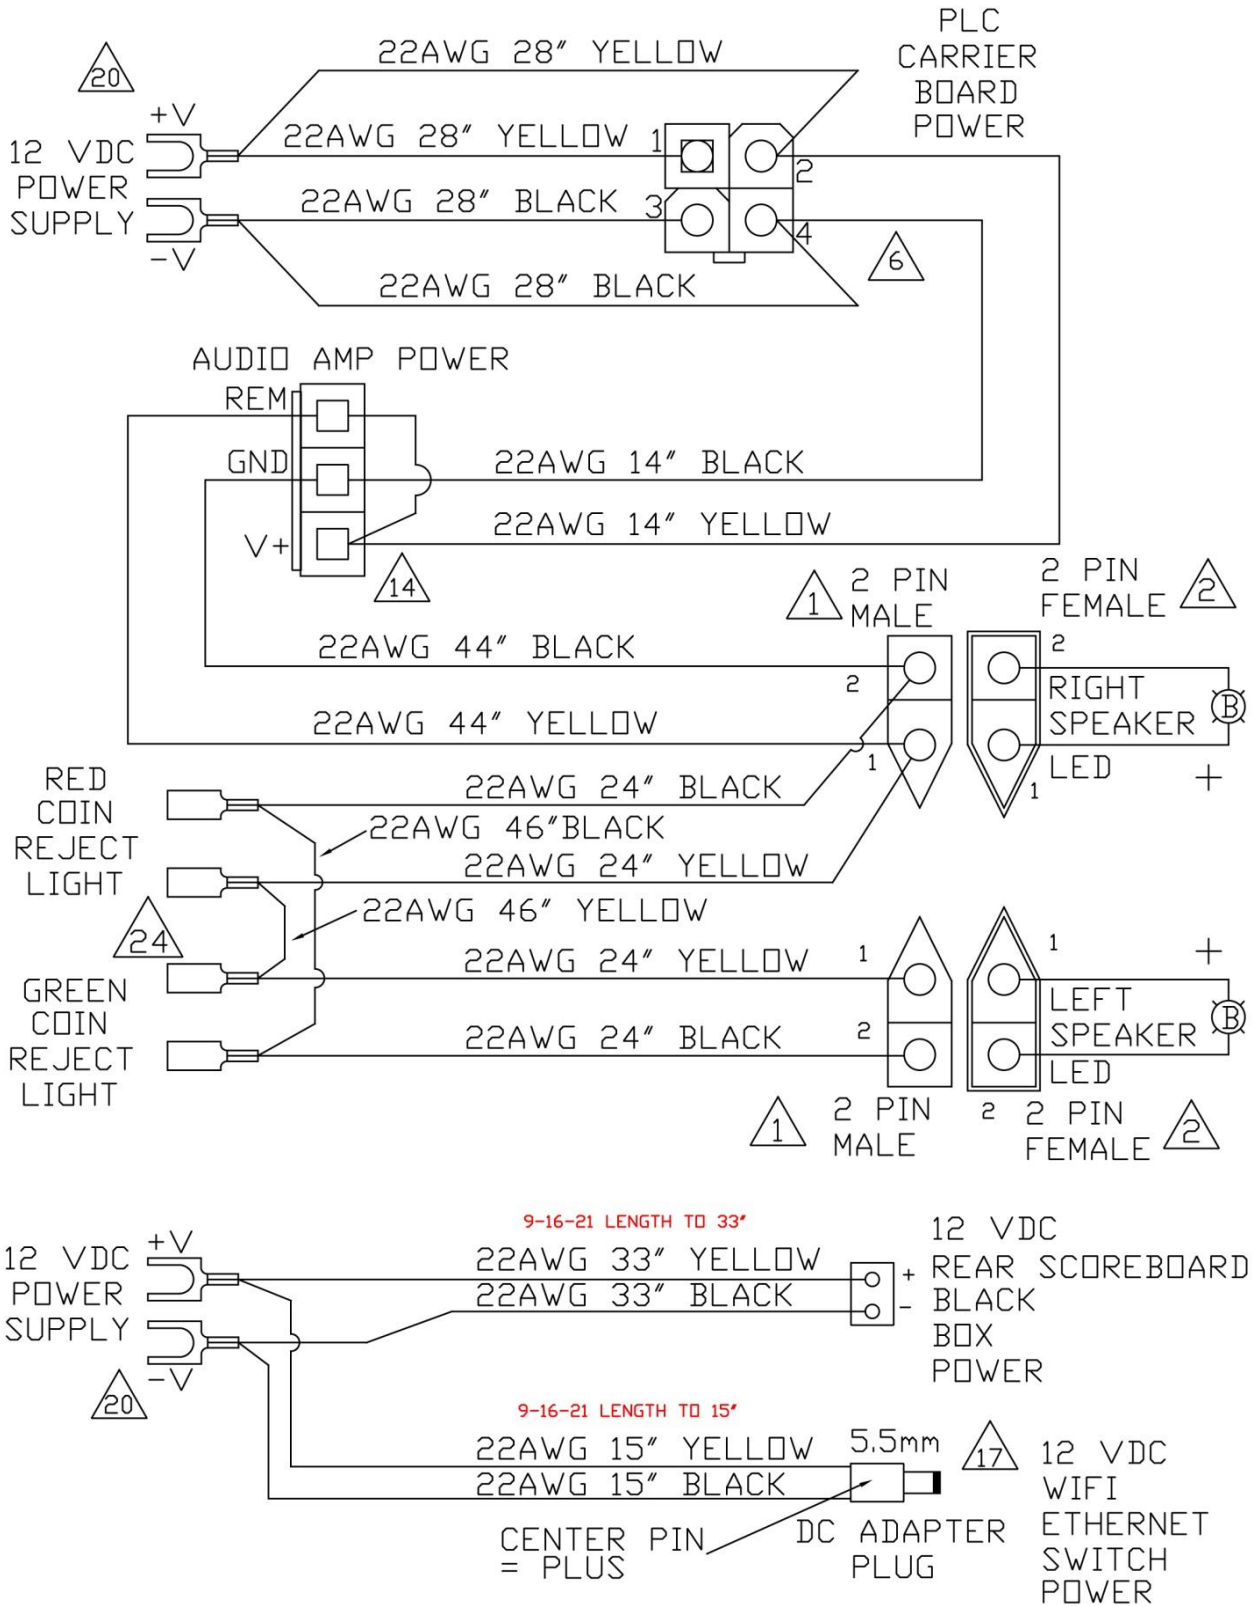 PLC
CARRIER
BOARD
POWER
22AWG 28" YELLOW
20
+V
12 VDC
POWER
SUPPLY
-V
22AWG 28" YELLOW
1
2
22AWG 28" BLACK
3
4
6
22AWG 28" BLACK
AUDIO AMP POWER
REM
GND
V+
22AWG 14" BLACK
22AWG 14" YELLOW
14
1
2 PIN
MALE
2 PIN
FEMALE
2
22AWG 44" BLACK
2
2
RIGHT
SPEAKER
LED
B
22AWG 44" YELLOW
1
1
+
RED
COIN
REJECT
LIGHT
22AWG 24" BLACK
22AWG 46"BLACK
22AWG 24" YELLOW
22AWG 46" YELLOW
24
GREEN
COIN
REJECT
LIGHT
22AWG 24" YELLOW
1
1
+
LEFT
SPEAKER
LED
B
22AWG 24" BLACK
2
2
1
2 PIN
MALE
2 PIN
FEMALE
2
9-16-21 LENGTH TO 33"
+V
12 VDC
POWER
SUPPLY
-V
20
22AWG 33" YELLOW
22AWG 33" BLACK
+
-
12 VDC
REAR SCOREBOARD
BLACK
BOX
POWER
9-16-21 LENGTH TO 15"
22AWG 15" YELLOW
22AWG 15" BLACK
5.5mm
17
CENTER PIN
= PLUS
DC ADAPTER
PLUG
12 VDC
WIFI
ETHERNET
SWITCH
POWER